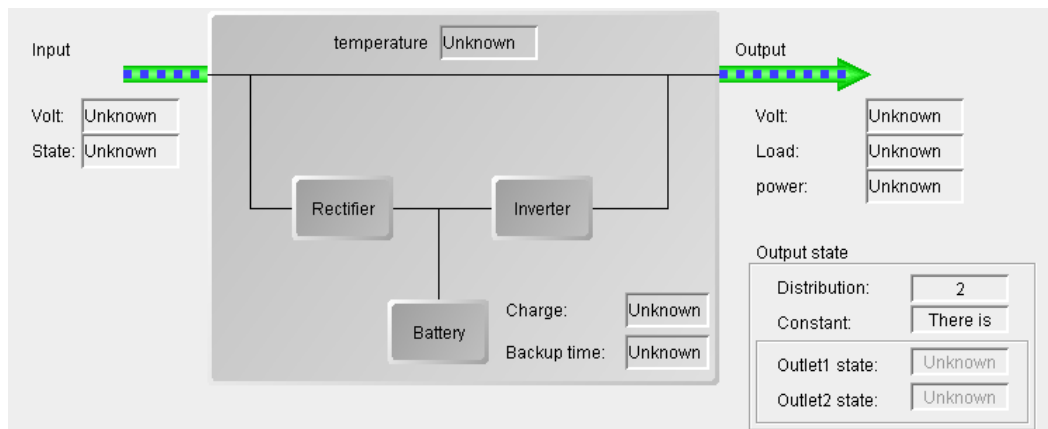 Input
temperature Unknown
Output
Volt: Unknown
State: Unknown
Volt: Unknown
Load: Unknown
power: Unknown
Rectifier
Inverter
Battery
Charge: Unknown
Backup time: Unknown
Output state
Distribution: 2
Constant: There is
Outlet1 state: Unknown
Outlet2 state: Unknown